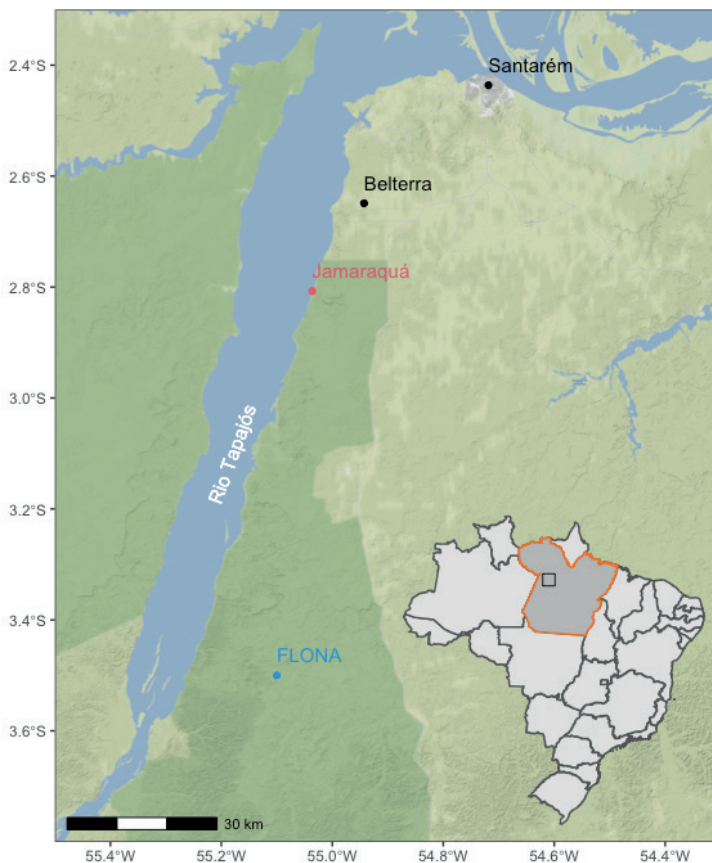 2.4°S
Santarém
2.6°S
Belterra
Jamaraquá
2.8°S
3.0°S
Rio Tapajós
3.2°S
3.4°S
FLONA
3.6°S
30 km
55.4°W
55.2°W
55.0°W
54.8°W
54.6°W
54.4°W